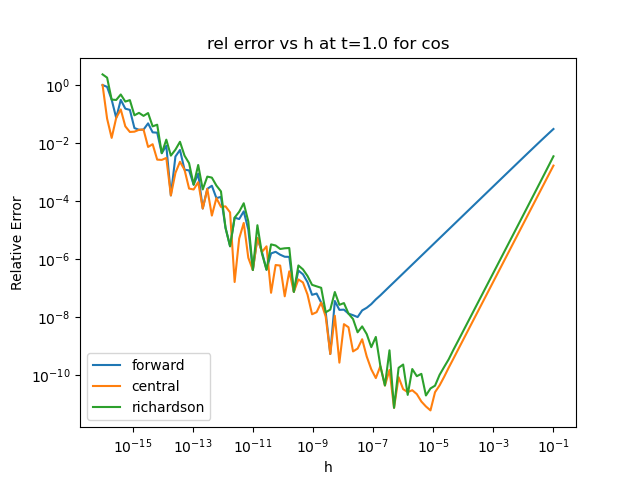 rel error vs h at t=1.0 for cos
Relative Error
10⁰
10⁻²
10⁻⁴
10⁻⁶
10⁻⁸
10⁻¹⁰
forward
central
richardson
10⁻¹⁵
10⁻¹³
10⁻¹¹
10⁻⁹
10⁻⁷
10⁻⁵
10⁻³
10⁻¹
h